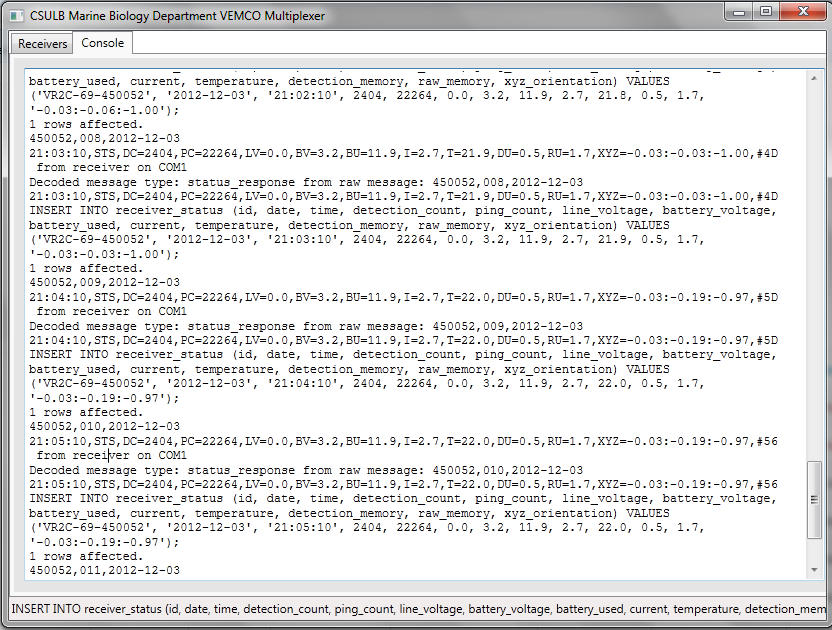 CSULB Marine Biology Department VEMCO Multiplexer
Receivers Console
battery_used, current, temperature, detection_memory, raw_memory, xyz_orientation) VALUES
('VR2C-69-450052', '2012-12-03', '21:02:10', 2404, 22264, 0.0, 3.2, 11.9, 2.7, 21.8, 0.5, 1.7,
'-0.03:-0.06:-1.00');
1 rows affected.
450052,008,2012-12-03
21:03:10,STS,DC=2404,PC=22264,LV=0.0,BV=3.2,BU=11.9,I=2.7,T=21.9,DU=0.5,RU=1.7,XYZ=-0.03:-0.03:-1.00,#4D
from receiver on COM1
Decoded message type: status_response from raw message: 450052,008,2012-12-03
21:03:10,STS,DC=2404,PC=22264,LV=0.0,BV=3.2,BU=11.9,I=2.7,T=21.9,DU=0.5,RU=1.7,XYZ=-0.03:-0.03:-1.00,#4D
INSERT INTO receiver_status (id, date, time, detection_count, ping_count, line_voltage, battery_voltage,
battery_used, current, temperature, detection_memory, raw_memory, xyz_orientation) VALUES
('VR2C-69-450052', '2012-12-03', '21:03:10', 2404, 22264, 0.0, 3.2, 11.9, 2.7, 21.9, 0.5, 1.7,
'-0.03:-0.03:-1.00');
1 rows affected.
450052,009,2012-12-03
21:04:10,STS,DC=2404,PC=22264,LV=0.0,BV=3.2,BU=11.9,I=2.7,T=22.0,DU=0.5,RU=1.7,XYZ=-0.03:-0.19:-0.97,#5D
from receiver on COM1
Decoded message type: status_response from raw message: 450052,009,2012-12-03
21:04:10,STS,DC=2404,PC=22264,LV=0.0,BV=3.2,BU=11.9,I=2.7,T=22.0,DU=0.5,RU=1.7,XYZ=-0.03:-0.19:-0.97,#5D
INSERT INTO receiver_status (id, date, time, detection_count, ping_count, line_voltage, battery_voltage,
battery_used, current, temperature, detection_memory, raw_memory, xyz_orientation) VALUES
('VR2C-69-450052', '2012-12-03', '21:04:10', 2404, 22264, 0.0, 3.2, 11.9, 2.7, 22.0, 0.5, 1.7,
'-0.03:-0.19:-0.97');
1 rows affected.
450052,010,2012-12-03
21:05:10,STS,DC=2404,PC=22264,LV=0.0,BV=3.2,BU=11.9,I=2.7,T=22.0,DU=0.5,RU=1.7,XYZ=-0.03:-0.19:-0.97,#56
from receiver on COM1
Decoded message type: status_response from raw message: 450052,010,2012-12-03
21:05:10,STS,DC=2404,PC=22264,LV=0.0,BV=3.2,BU=11.9,I=2.7,T=22.0,DU=0.5,RU=1.7,XYZ=-0.03:-0.19:-0.97,#56
INSERT INTO receiver_status (id, date, time, detection_count, ping_count, line_voltage, battery_voltage,
battery_used, current, temperature, detection_memory, raw_memory, xyz_orientation) VALUES
('VR2C-69-450052', '2012-12-03', '21:05:10', 2404, 22264, 0.0, 3.2, 11.9, 2.7, 22.0, 0.5, 1.7,
'-0.03:-0.19:-0.97');
1 rows affected.
450052,011,2012-12-03
INSERT INTO receiver_status (id, date, time, detection_count, ping_count, line_voltage, battery_voltage, battery_used, current, temperature, detection_mem